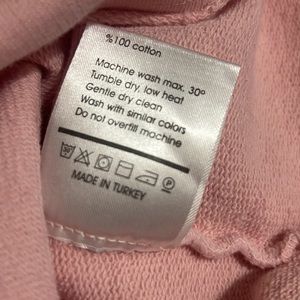 %100 cotton
Machine wash max. 30°
Tumble dry, low heat
Gentle dry clean
Wash with similar colors
Do not overfill machine
MADE IN TURKEY